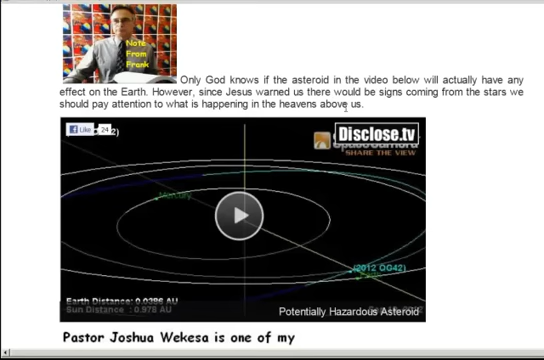 Note
From
Frank
Only God knows if the asteroid in the video below will actually have any
effect on the Earth. However, since Jesus warned us there would be signs coming from the stars we
should pay attention to what is happening in the heavens above us.
Like 24
Disclose.tv
SHARE THE VIEW
Mercury
(2012 QG42)
Earth Distance: 0.0286 AU
Sun Distance : 0.978 AU
Potentially Hazardous Asteroid
Pastor Joshua Wekesa is one of my